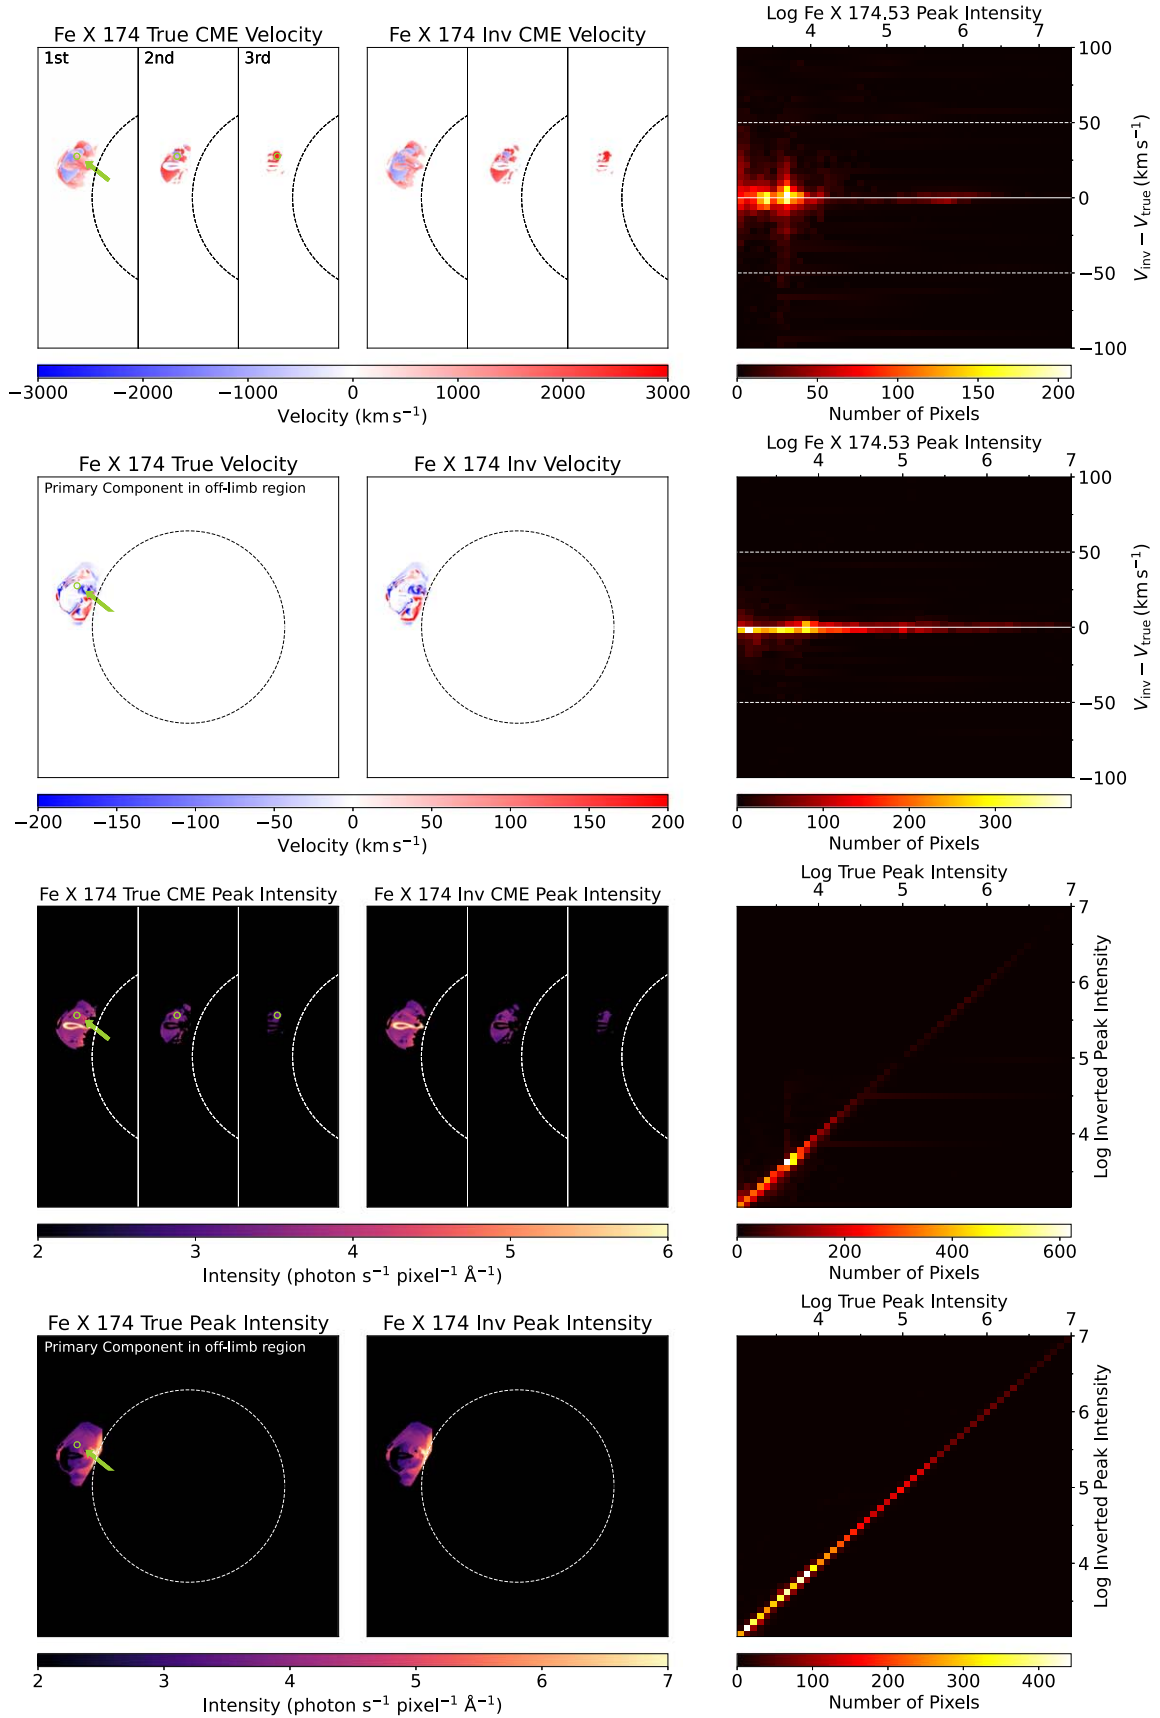 Fe X 174 True CME Velocity
Fe X 174 Inv CME Velocity
Log Fe X 174.53 Peak Intensity
4 5 6 7
1st 2nd 3rd
100
50
0
−50
−100
V_inv − V_true (km s⁻¹)
−3000 −2000 −1000 0 1000 2000 3000
Velocity (km s⁻¹)
0 50 100 150 200
Number of Pixels
Fe X 174 True Velocity
Fe X 174 Inv Velocity
Log Fe X 174.53 Peak Intensity
4 5 6 7
Primary Component in off-limb region
100
50
0
−50
−100
V_inv − V_true (km s⁻¹)
−200 −150 −100 −50 0 50 100 150 200
Velocity (km s⁻¹)
0 100 200 300
Number of Pixels
Fe X 174 True CME Peak Intensity
Fe X 174 Inv CME Peak Intensity
Log True Peak Intensity
4 5 6 7
7
6
5
4
Log Inverted Peak Intensity
2 3 4 5 6
Intensity (photon s⁻¹ pixel⁻¹ Å⁻¹)
0 200 400 600
Number of Pixels
Fe X 174 True Peak Intensity
Fe X 174 Inv Peak Intensity
Log True Peak Intensity
4 5 6 7
Primary Component in off-limb region
7
6
5
4
Log Inverted Peak Intensity
2 3 4 5 6 7
Intensity (photon s⁻¹ pixel⁻¹ Å⁻¹)
0 100 200 300 400
Number of Pixels